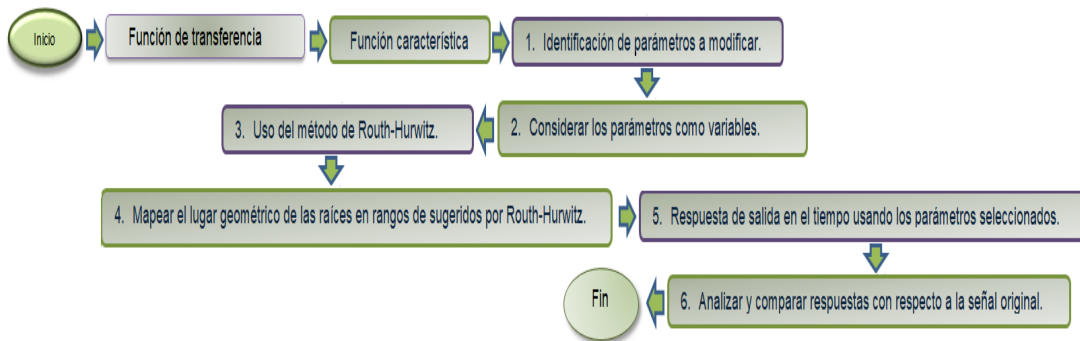 Inicio
Función de transferencia
Función característica
1. Identificación de parámetros a modificar.
2. Considerar los parámetros como variables.
3. Uso del método de Routh-Hurwitz.
4. Mapear el lugar geométrico de las raíces en rangos de sugeridos por Routh-Hurwitz.
5. Respuesta de salida en el tiempo usando los parámetros seleccionados.
6. Analizar y comparar respuestas con respecto a la señal original.
Fin